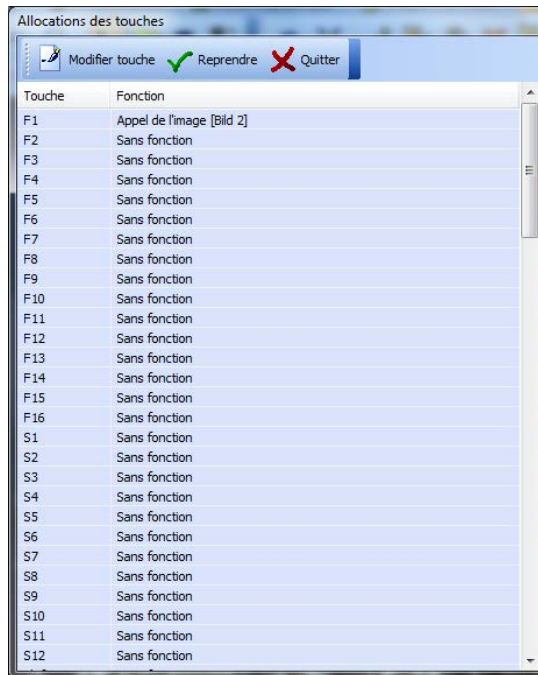 Allocations des touches
Modifier touche Reprendre Quitter
Touche Fonction
F1 Appel de l'image [Bild 2]
F2 Sans fonction
F3 Sans fonction
F4 Sans fonction
F5 Sans fonction
F6 Sans fonction
F7 Sans fonction
F8 Sans fonction
F9 Sans fonction
F10 Sans fonction
F11 Sans fonction
F12 Sans fonction
F13 Sans fonction
F14 Sans fonction
F15 Sans fonction
F16 Sans fonction
S1 Sans fonction
S2 Sans fonction
S3 Sans fonction
S4 Sans fonction
S5 Sans fonction
S6 Sans fonction
S7 Sans fonction
S8 Sans fonction
S9 Sans fonction
S10 Sans fonction
S11 Sans fonction
S12 Sans fonction